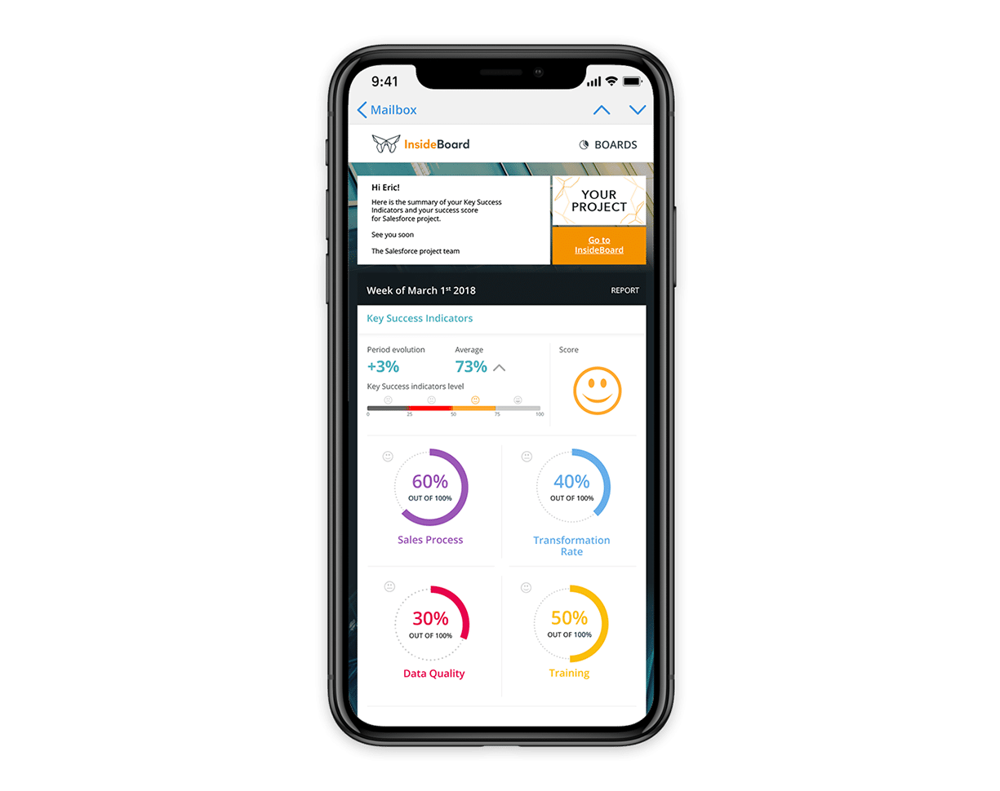 9:41
Mailbox
InsideBoard
BOARDS
Hi Eric!
Here is the summary of your Key Success
Indicators and your success score
for Salesforce project.
See you soon
The Salesforce project team
YOUR
PROJECT
Go to
InsideBoard
Week of March 1st 2018
REPORT
Key Success Indicators
Period evolution
+3%
Average
73%
Key Success indicators level
0 25 50 75 100
Score
60%
OUT OF 100%
Sales Process
40%
OUT OF 100%
Transformation
Rate
30%
OUT OF 100%
Data Quality
50%
OUT OF 100%
Training